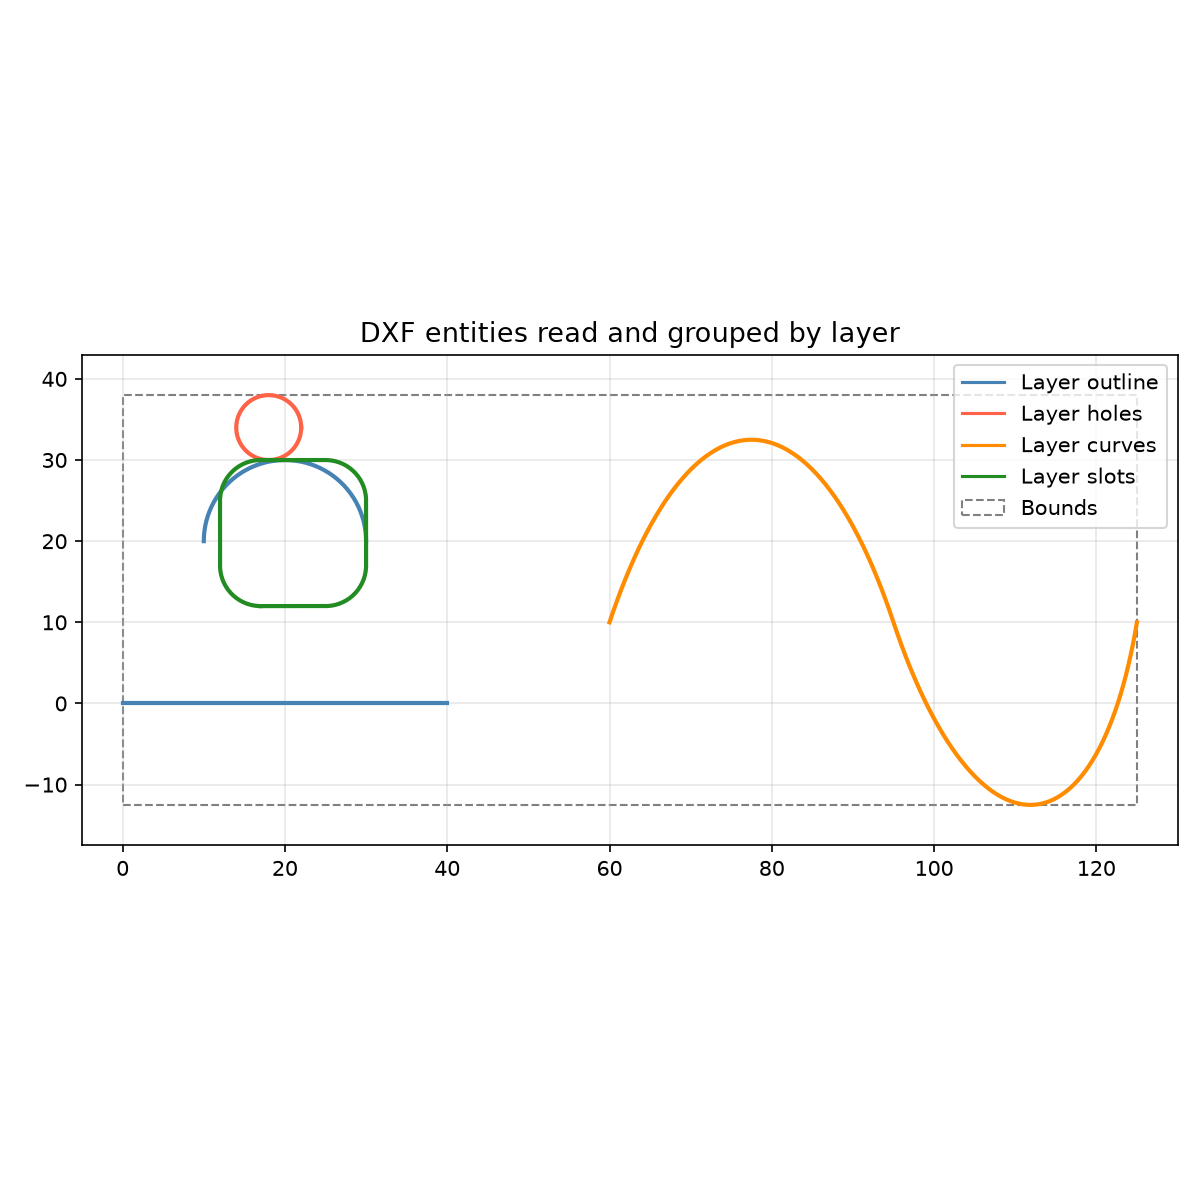 DXF entities read and grouped by layer
40
30
20
10
0
−10
0 20 40 60 80 100 120
Layer outline
Layer holes
Layer curves
Layer slots
Bounds